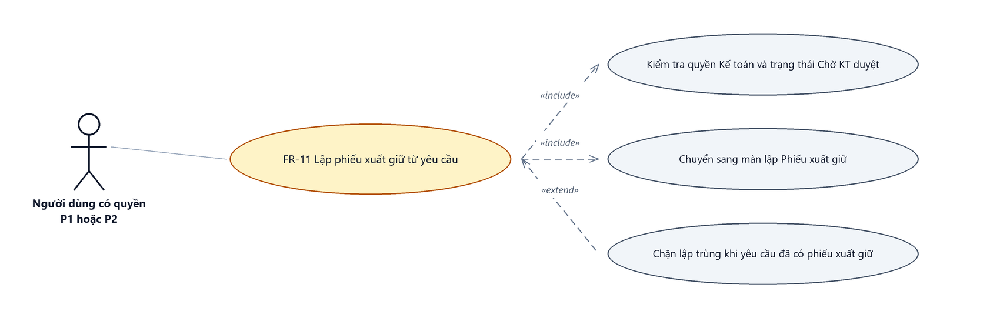 Người dùng có quyền
P1 hoặc P2
FR-11 Lập phiếu xuất giữ từ yêu cầu
«include»
«include»
«extend»
Kiểm tra quyền Kế toán và trạng thái Chờ KT duyệt
Chuyển sang màn lập Phiếu xuất giữ
Chặn lập trùng khi yêu cầu đã có phiếu xuất giữ